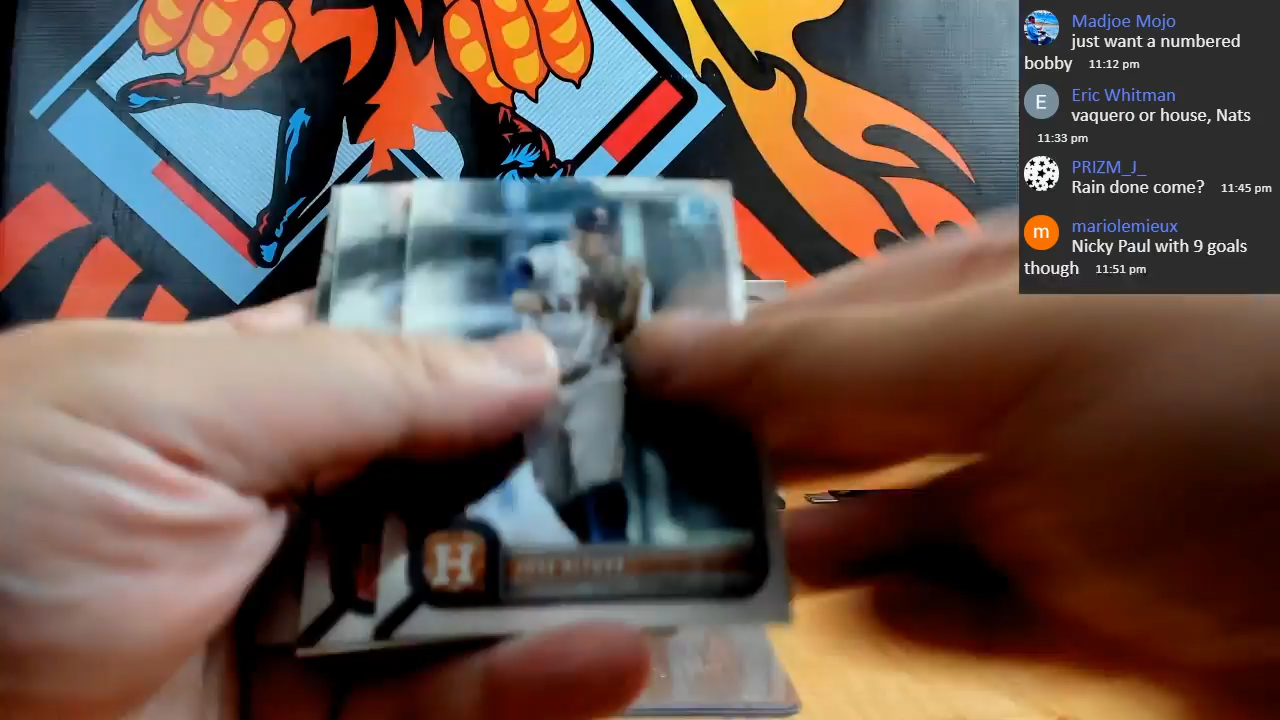 Madjoe Mojo
just want a numbered
bobby 11:12 pm
E Eric Whitman
vaquero or house, Nats
11:33 pm
PRIZM_J_
Rain done come? 11:45 pm
m mariolemieux
Nicky Paul with 9 goals
though 11:51 pm
H